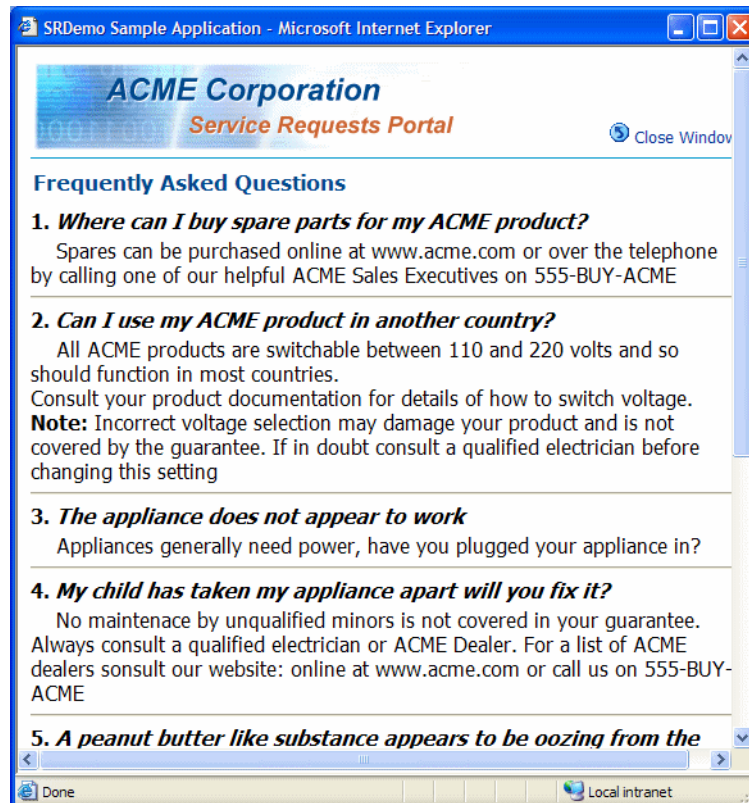 SRDemo Sample Application - Microsoft Internet Explorer
ACME Corporation
Service Requests Portal
Close Window
Frequently Asked Questions
1. Where can I buy spare parts for my ACME product?
Spares can be purchased online at www.acme.com or over the telephone
by calling one of our helpful ACME Sales Executives on 555-BUY-ACME
2. Can I use my ACME product in another country?
All ACME products are switchable between 110 and 220 volts and so
should function in most countries.
Consult your product documentation for details of how to switch voltage.
Note: Incorrect voltage selection may damage your product and is not
covered by the guarantee. If in doubt consult a qualified electrician before
changing this setting
3. The appliance does not appear to work
Appliances generally need power, have you plugged your appliance in?
4. My child has taken my appliance apart will you fix it?
No maintenace by unqualified minors is not covered in your guarantee.
Always consult a qualified electrician or ACME Dealer. For a list of ACME
dealers sonsult our website: online at www.acme.com or call us on 555-BUY-
ACME
5. A peanut butter like substance appears to be oozing from the
Done
Local intranet